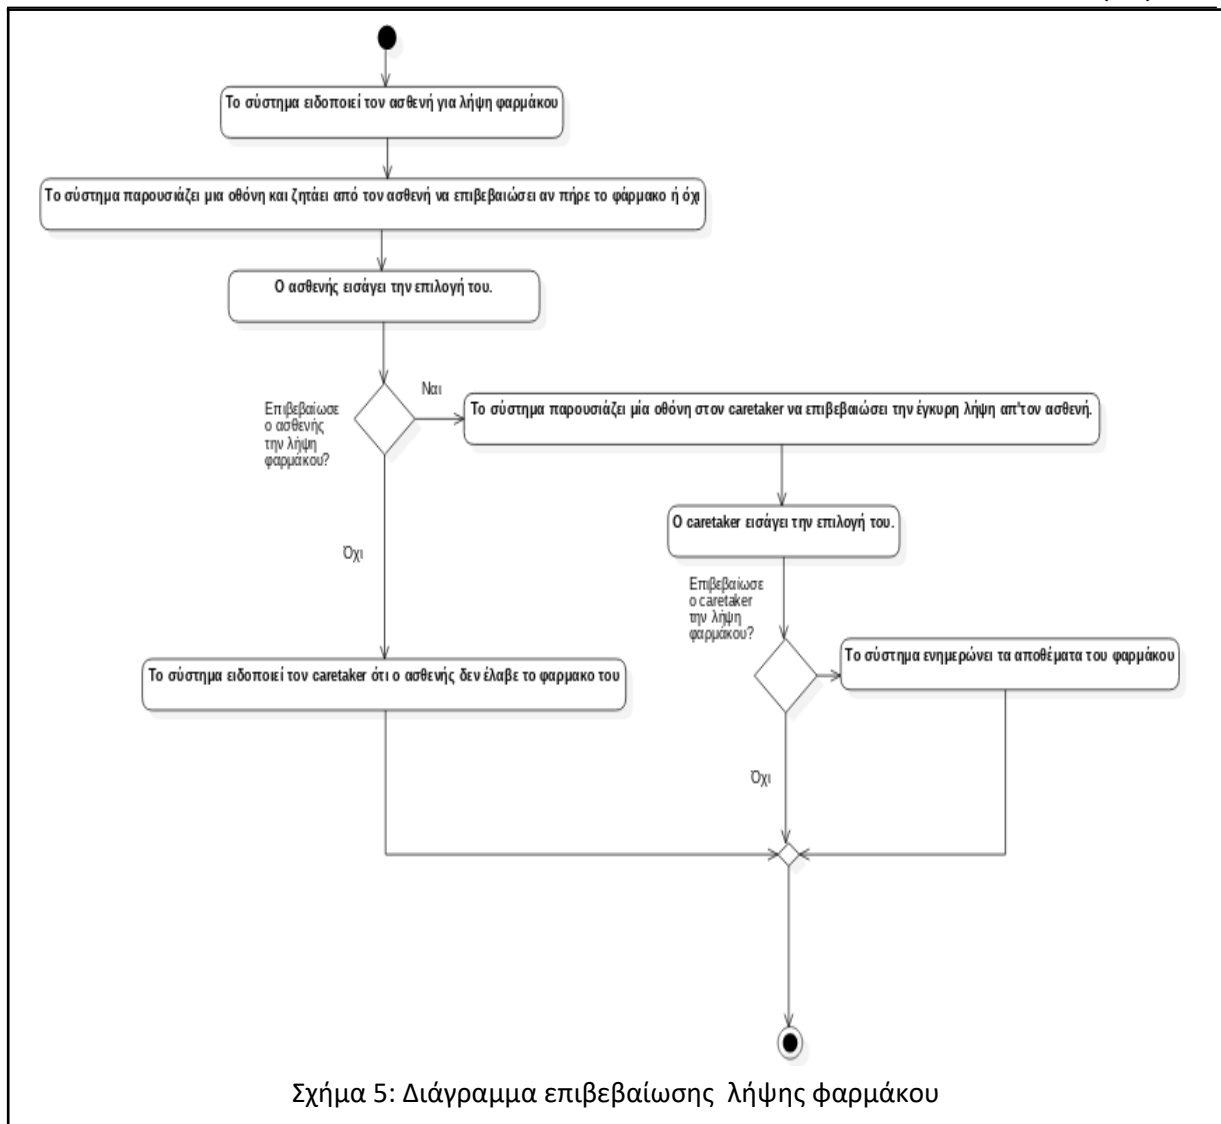 Το σύστημα ειδοποιεί τον ασθενή για λήψη φαρμάκου
Το σύστημα παρουσιάζει μια οθόνη και ζητάει από τον ασθενή να επιβεβαιώσει αν πήρε το φάρμακο ή όχι
Ο ασθενής εισάγει την επιλογή του.
Επιβεβαίωσε
ο ασθενής
την λήψη
φαρμάκου?
Ναι
Το σύστημα παρουσιάζει μία οθόνη στον caretaker να επιβεβαιώσει την έγκυρη λήψη απ'τον ασθενή.
Ο caretaker εισάγει την επιλογή του.
Όχι
Επιβεβαίωσε
ο caretaker
την λήψη
φαρμάκου?
Το σύστημα ενημερώνει τα αποθέματα του φαρμάκου
Το σύστημα ειδοποιεί τον caretaker ότι ο ασθενής δεν έλαβε το φαρμακο του
Όχι
Σχήμα 5: Διάγραμμα επιβεβαίωσης λήψης φαρμάκου